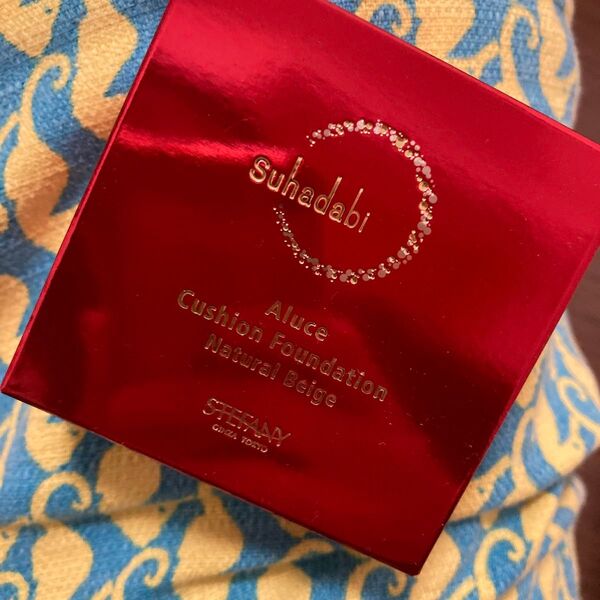 Suhadabi
Aluce
Cushion Foundation
Natural Beige
STEFANY
GINZA TOKYO